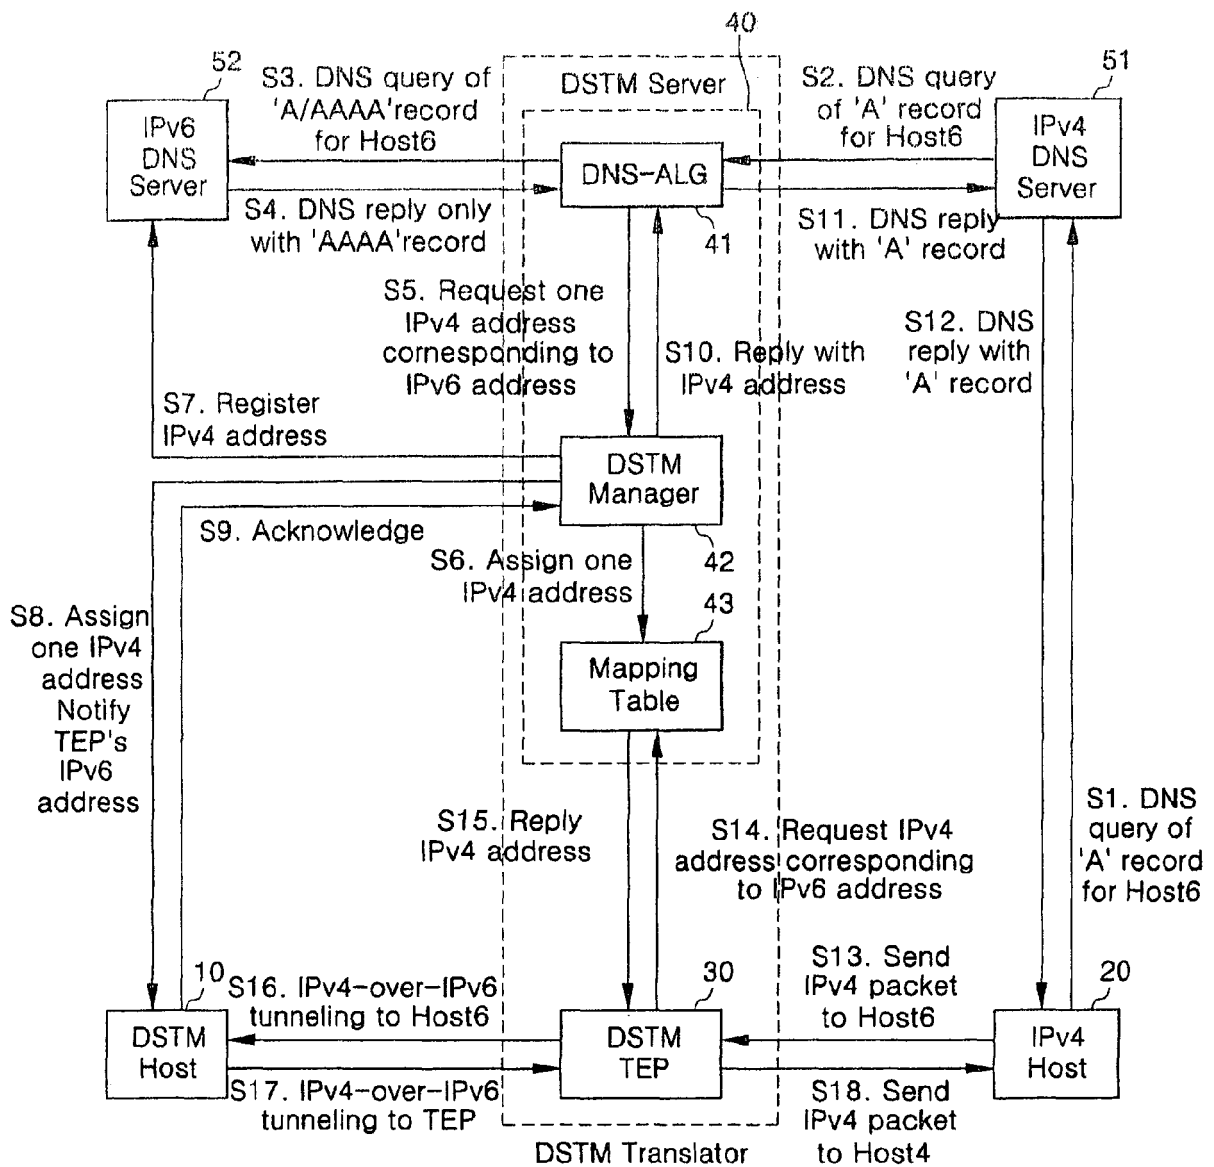 40
52
51
S3. DNS query of
'A/AAAA'record
for Host6
DSTM Server
S2. DNS query
of 'A' record
for Host6
IPv6
DNS
Server
DNS-ALG
IPv4
DNS
Server
S4. DNS reply only
with 'AAAA'record
41
S11. DNS reply
with 'A' record
S5. Request one
IPv4 address
cornesponding to
IPv6 address
S10. Reply with
IPv4 address
S12. DNS
reply with
'A' record
S7. Register
IPv4 address
DSTM
Manager
S9. Acknowledge
42
S6. Assign one
IPv4 address
43
S8. Assign
one IPv4
address
Notify
TEP's
IPv6
address
Mapping
Table
S15. Reply
IPv4 address
S14. Request IPv4
address corresponding
to IPv6 address
S1. DNS
query of
'A' record
for Host6
10
S16. IPv4-over-IPv6
tunneling to Host6
30
S13. Send
IPv4 packet
to Host6
20
DSTM
Host
DSTM
TEP
IPv4
Host
S17. IPv4-over-IPv6
tunneling to TEP
S18. Send
IPv4 packet
to Host4
DSTM Translator